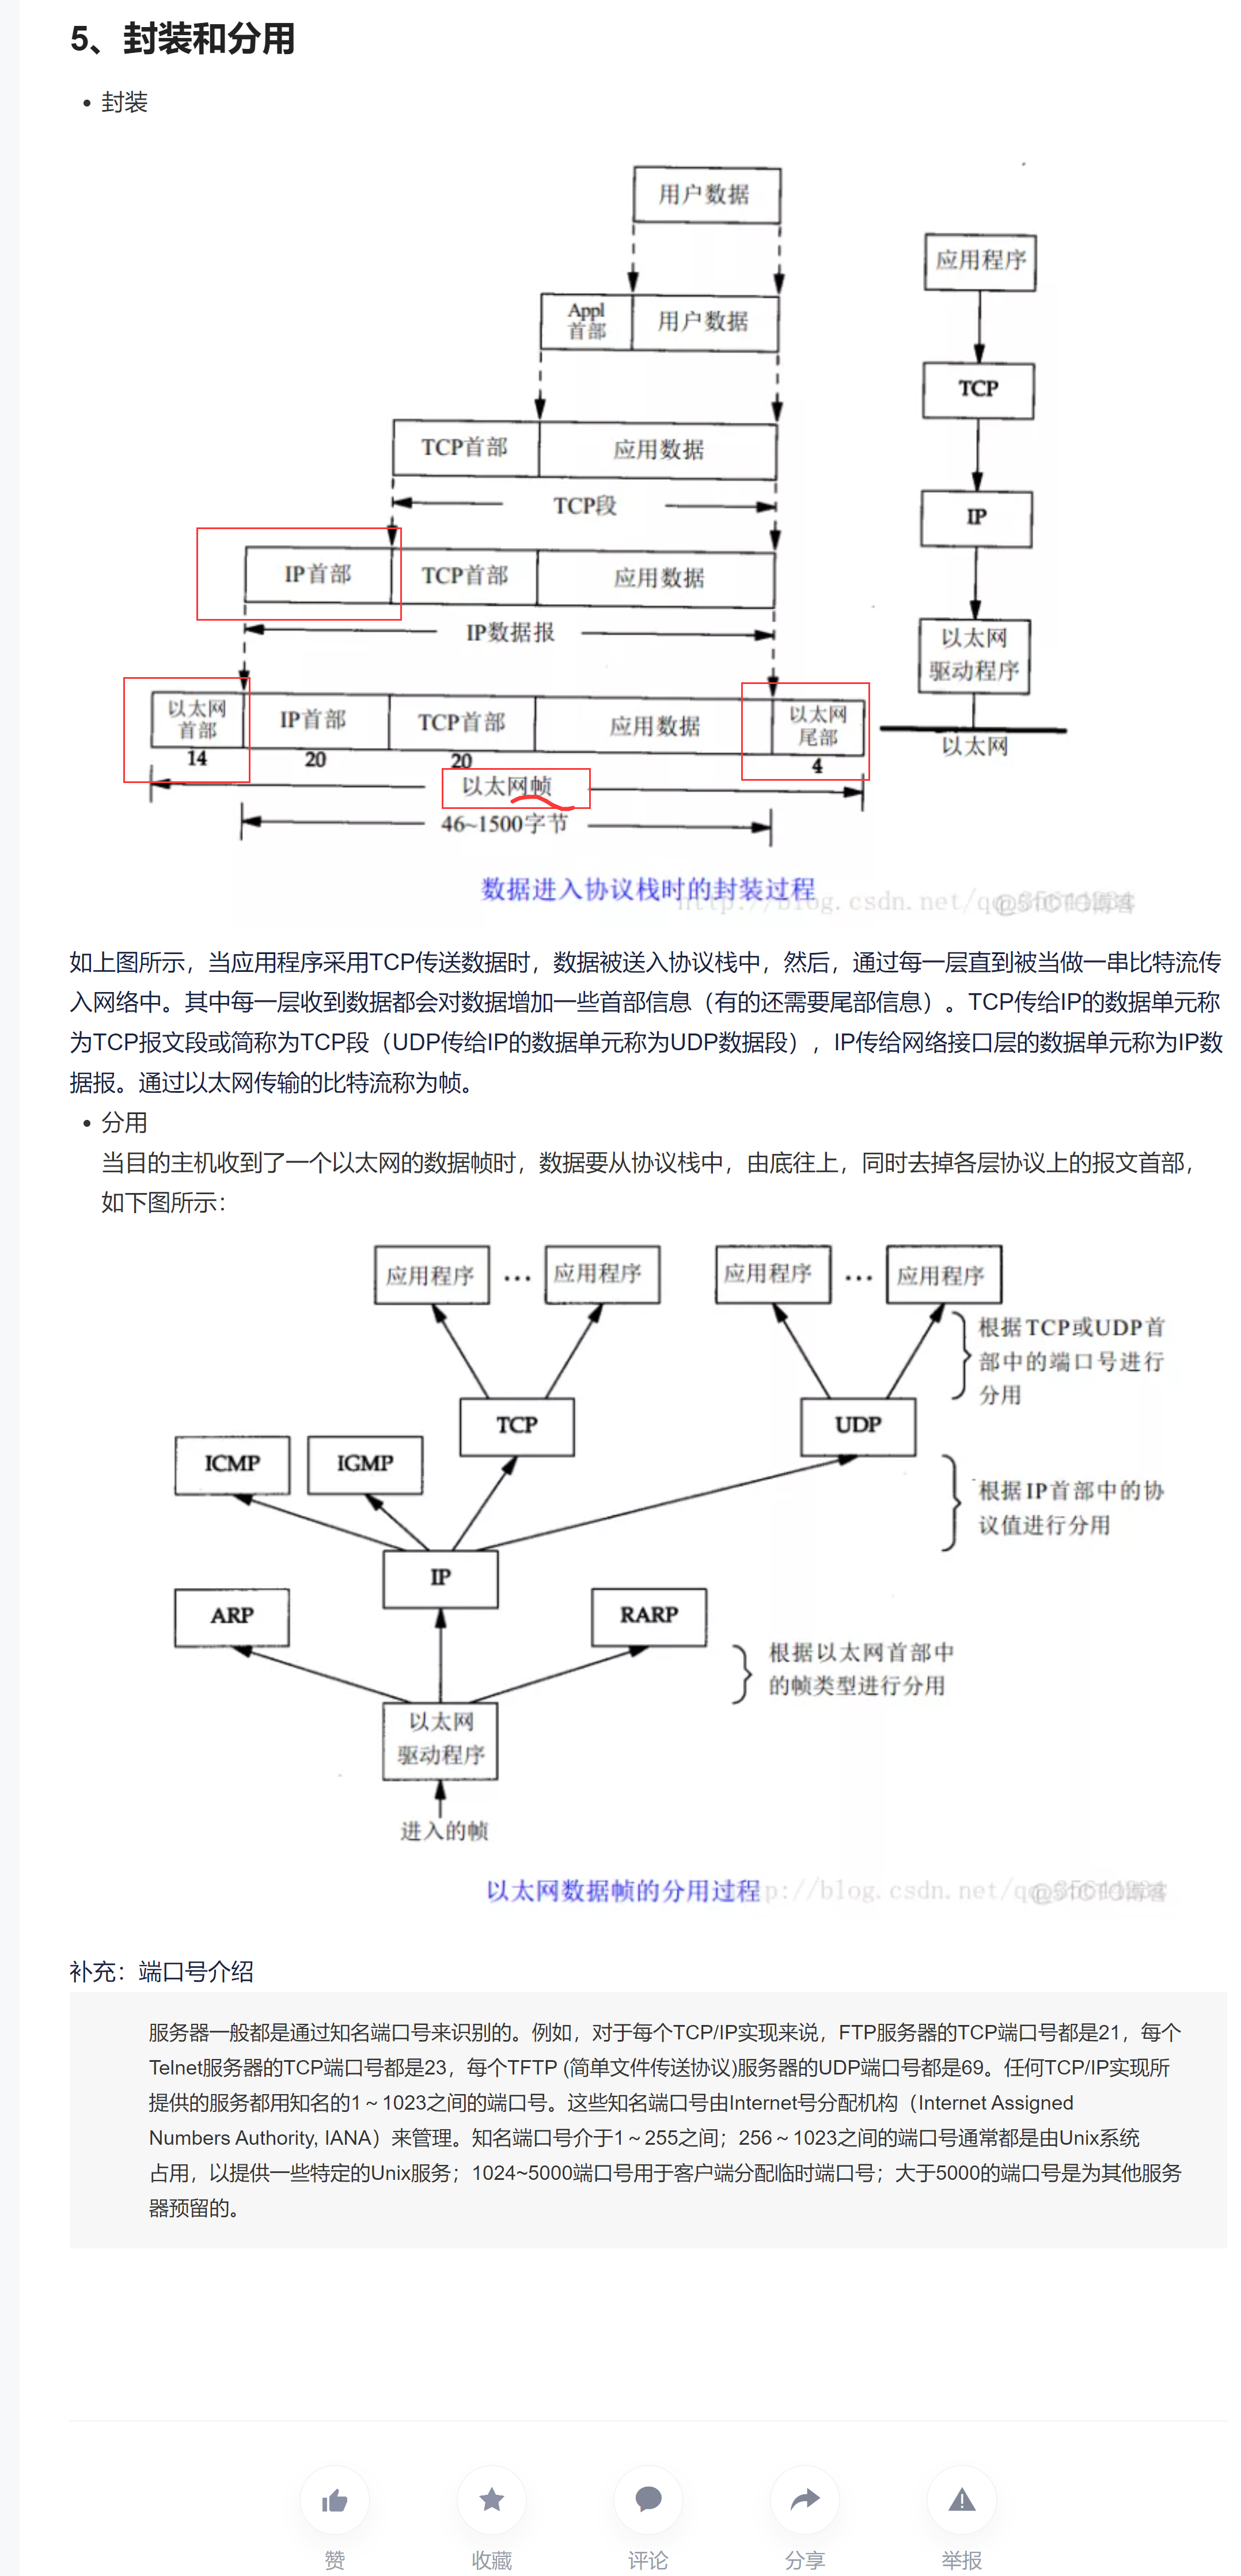 5、封装和分用
封装
用户数据
应用程序
Appl
首部
用户数据
TCP
TCP首部
应用数据
TCP段
IP
IP首部
TCP首部
应用数据
IP数据报
以太网
驱动程序
以太网
首部
IP首部
TCP首部
应用数据
以太网
尾部
以太网
14
20
20
4
以太网帧
46~1500字节
数据进入协议栈时的封装过程
如上图所示，当应用程序采用TCP传送数据时，数据被送入协议栈中，然后，通过每一层直到被当做一串比特流传
入网络中。其中每一层收到数据都会对数据增加一些首部信息（有的还需要尾部信息）。TCP传给IP的数据单元称
为TCP报文段或简称为TCP段（UDP传给IP的数据单元称为UDP数据段），IP传给网络接口层的数据单元称为IP数
据报。通过以太网传输的比特流称为帧。
分用
当目的主机收到了一个以太网的数据帧时，数据要从协议栈中，由底往上，同时去掉各层协议上的报文首部，
如下图所示：
应用程序
…
应用程序
应用程序
…
应用程序
根据TCP或UDP首
部中的端口号进行
分用
TCP
UDP
ICMP
IGMP
根据IP首部中的协
议值进行分用
IP
ARP
RARP
根据以太网首部中
的帧类型进行分用
以太网
驱动程序
进入的帧
以太网数据帧的分用过程
补充：端口号介绍
服务器一般都是通过知名端口号来识别的。例如，对于每个TCP/IP实现来说，FTP服务器的TCP端口号都是21，每个
Telnet服务器的TCP端口号都是23，每个TFTP (简单文件传送协议)服务器的UDP端口号都是69。任何TCP/IP实现所
提供的服务都用知名的1～1023之间的端口号。这些知名端口号由Internet号分配机构（Internet Assigned
Numbers Authority, IANA）来管理。知名端口号介于1～255之间；256～1023之间的端口号通常都是由Unix系统
占用，以提供一些特定的Unix服务；1024~5000端口号用于客户端分配临时端口号；大于5000的端口号是为其他服务
器预留的。
赞
收藏
评论
分享
举报